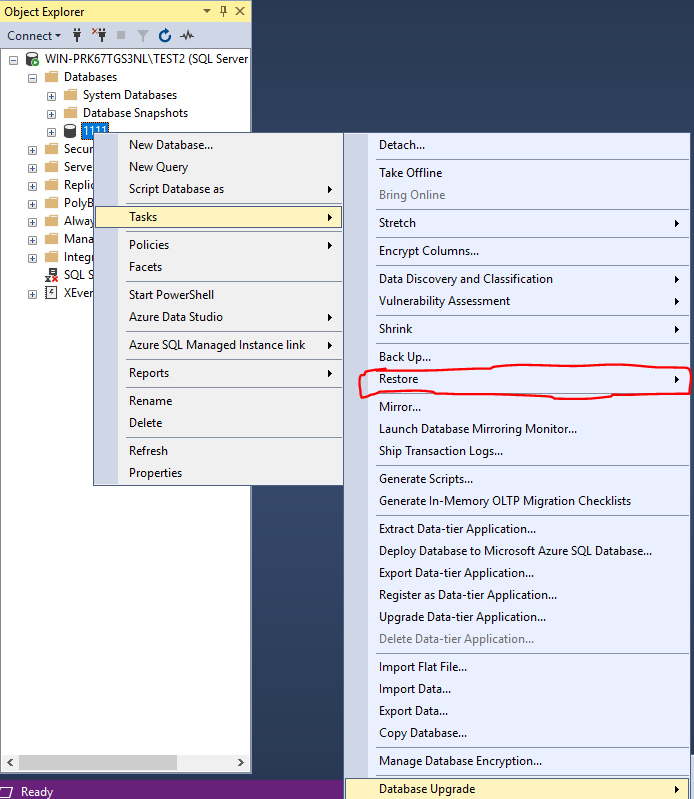 Object Explorer
Connect
WIN-PRK67TGS3NL\TEST2 (SQL Server
Databases
System Databases
Database Snapshots
1111
Secur
Server
Replic
PolyB
Alway
Mana
Integr
SQL S
XEver
New Database...
New Query
Script Database as
Tasks
Policies
Facets
Start PowerShell
Azure Data Studio
Azure SQL Managed Instance link
Reports
Rename
Delete
Refresh
Properties
Detach...
Take Offline
Bring Online
Stretch
Encrypt Columns...
Data Discovery and Classification
Vulnerability Assessment
Shrink
Back Up...
Restore
Mirror...
Launch Database Mirroring Monitor...
Ship Transaction Logs...
Generate Scripts...
Generate In-Memory OLTP Migration Checklists
Extract Data-tier Application...
Deploy Database to Microsoft Azure SQL Database...
Export Data-tier Application...
Register as Data-tier Application...
Upgrade Data-tier Application...
Delete Data-tier Application...
Import Flat File...
Import Data...
Export Data...
Copy Database...
Manage Database Encryption...
Database Upgrade
Ready